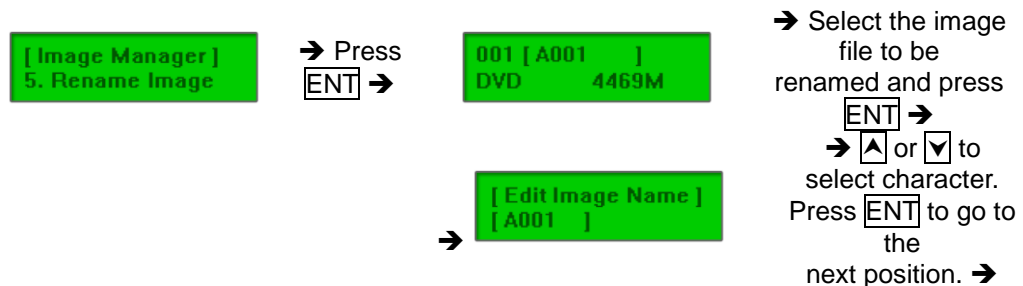 [ Image Manager ]
5. Rename Image
➔ Press
ENT ➔
001 [ A001 ]
DVD 4469M
➔ Select the image
file to be
renamed and press
ENT ➔
➔
[ Edit Image Name ]
[ A001 ]
➔ ⮝ or ⮟ to
select character.
Press ENT to go to
the
next position. ➔